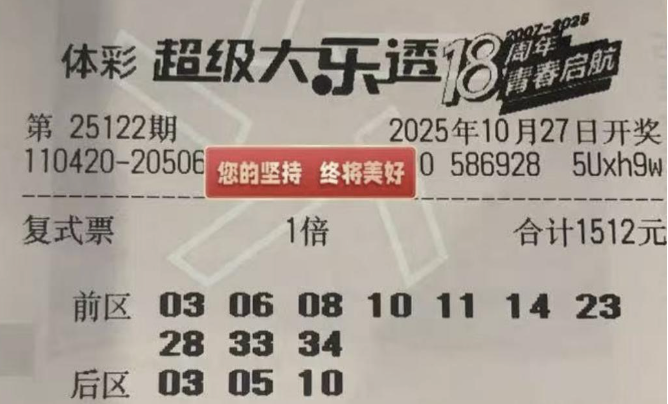 体彩 超级大乐透 18周年 2007-2025 青春启航
第 25122期 2025年10月27日开奖
110420-20506 您的坚持 终将美好 0 586928 5Uxh9w
复式票 1倍 合计1512元
前区 03 06 08 10 11 14 23
28 33 34
后区 03 05 10